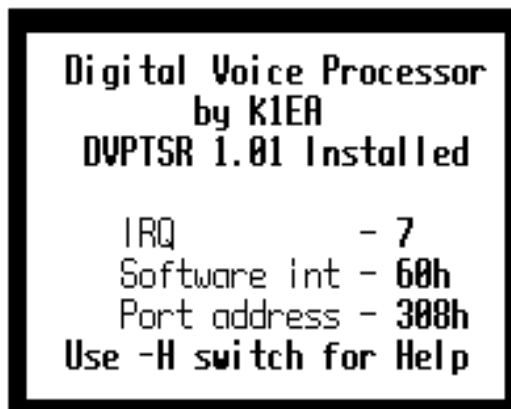 Digital Voice Processor
by K1EA
DVPTSR 1.01 Installed
IRQ - 7
Software int - 60h
Port address - 308h
Use -H switch for Help